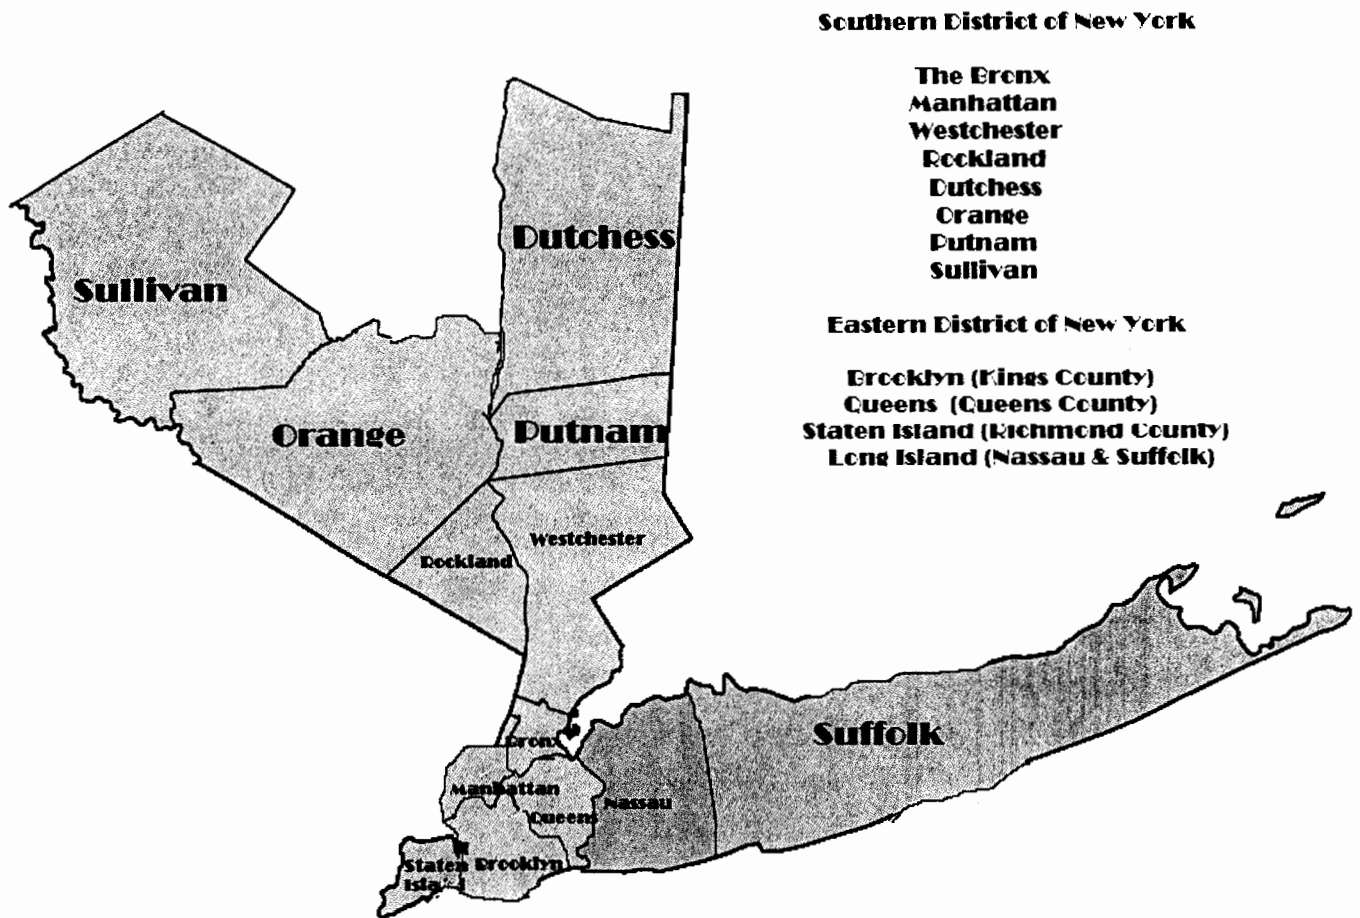 Southern District of New York
The Bronx
Manhattan
Westchester
Rockland
Dutchess
Orange
Putnam
Sullivan
Eastern District of New York
Brooklyn (Kings County)
Queens (Queens County)
Staten Island (Richmond County)
Long Island (Nassau & Suffolk)
Dutchess
Sullivan
Orange
Putnam
Westchester
Rockland
Suffolk
Bronx
Manhattan
Nassau
Queens
Staten
Brooklyn